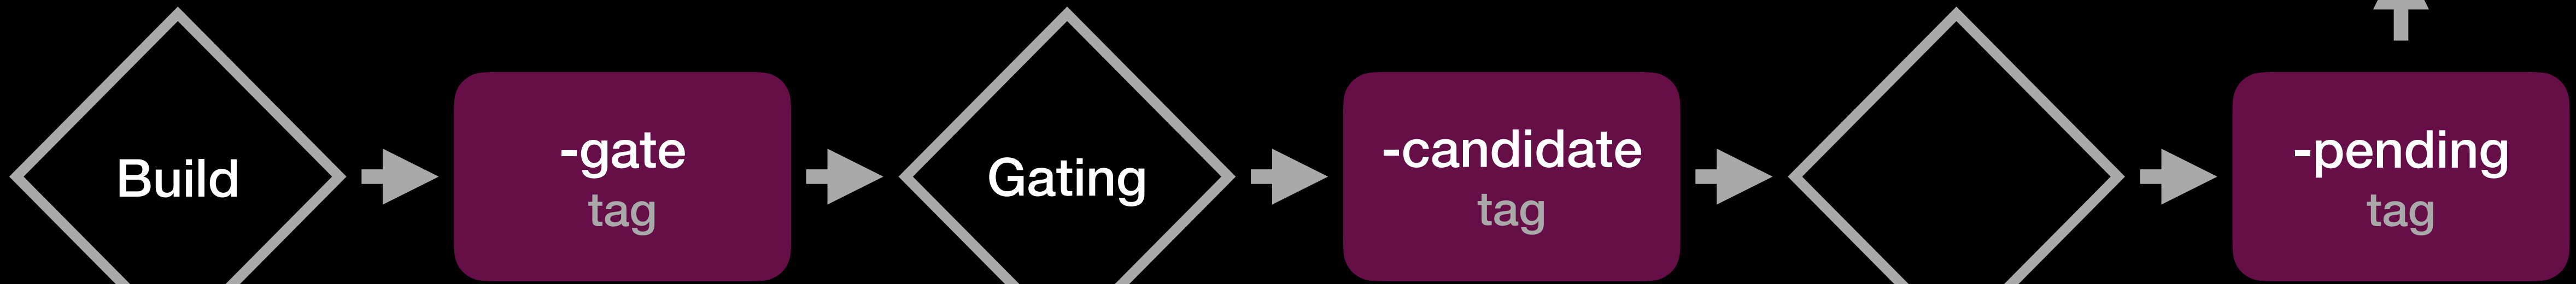 Build
-gate
tag
Gating
-candidate
tag
-pending
tag